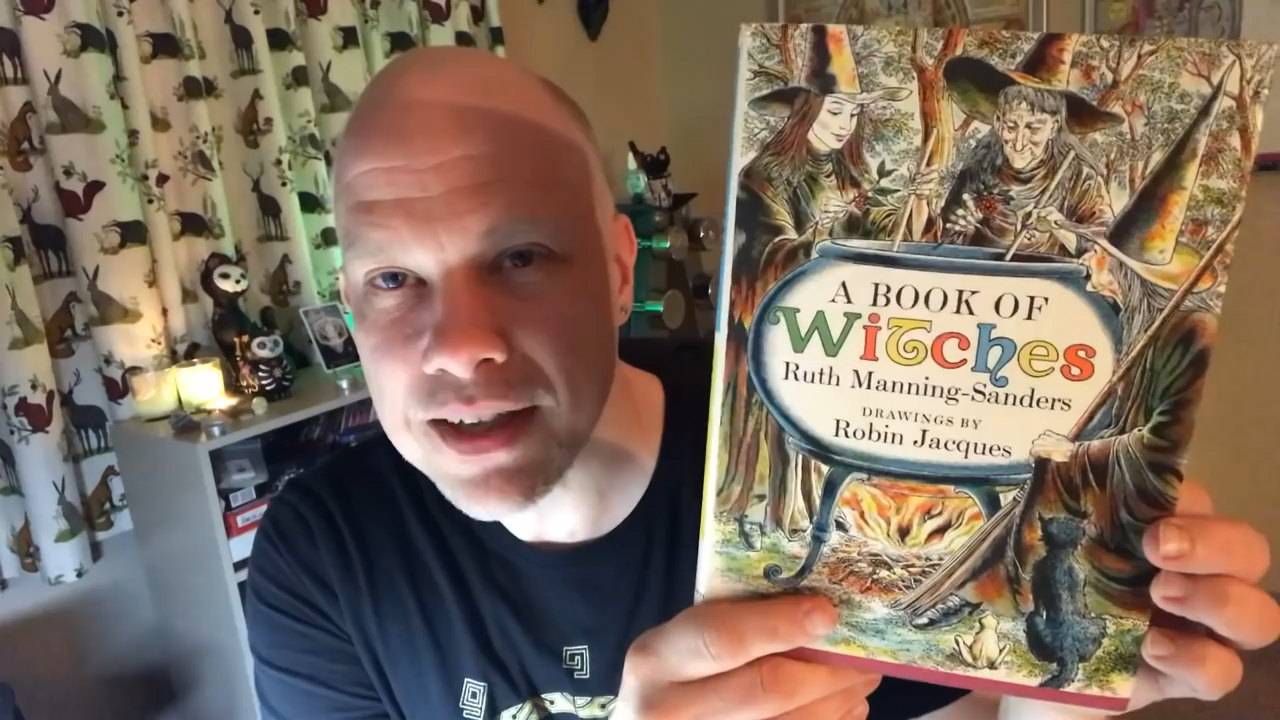 A BOOK OF
WiTches
Ruth Manning-Sanders
DRAWINGS BY
Robin Jacques